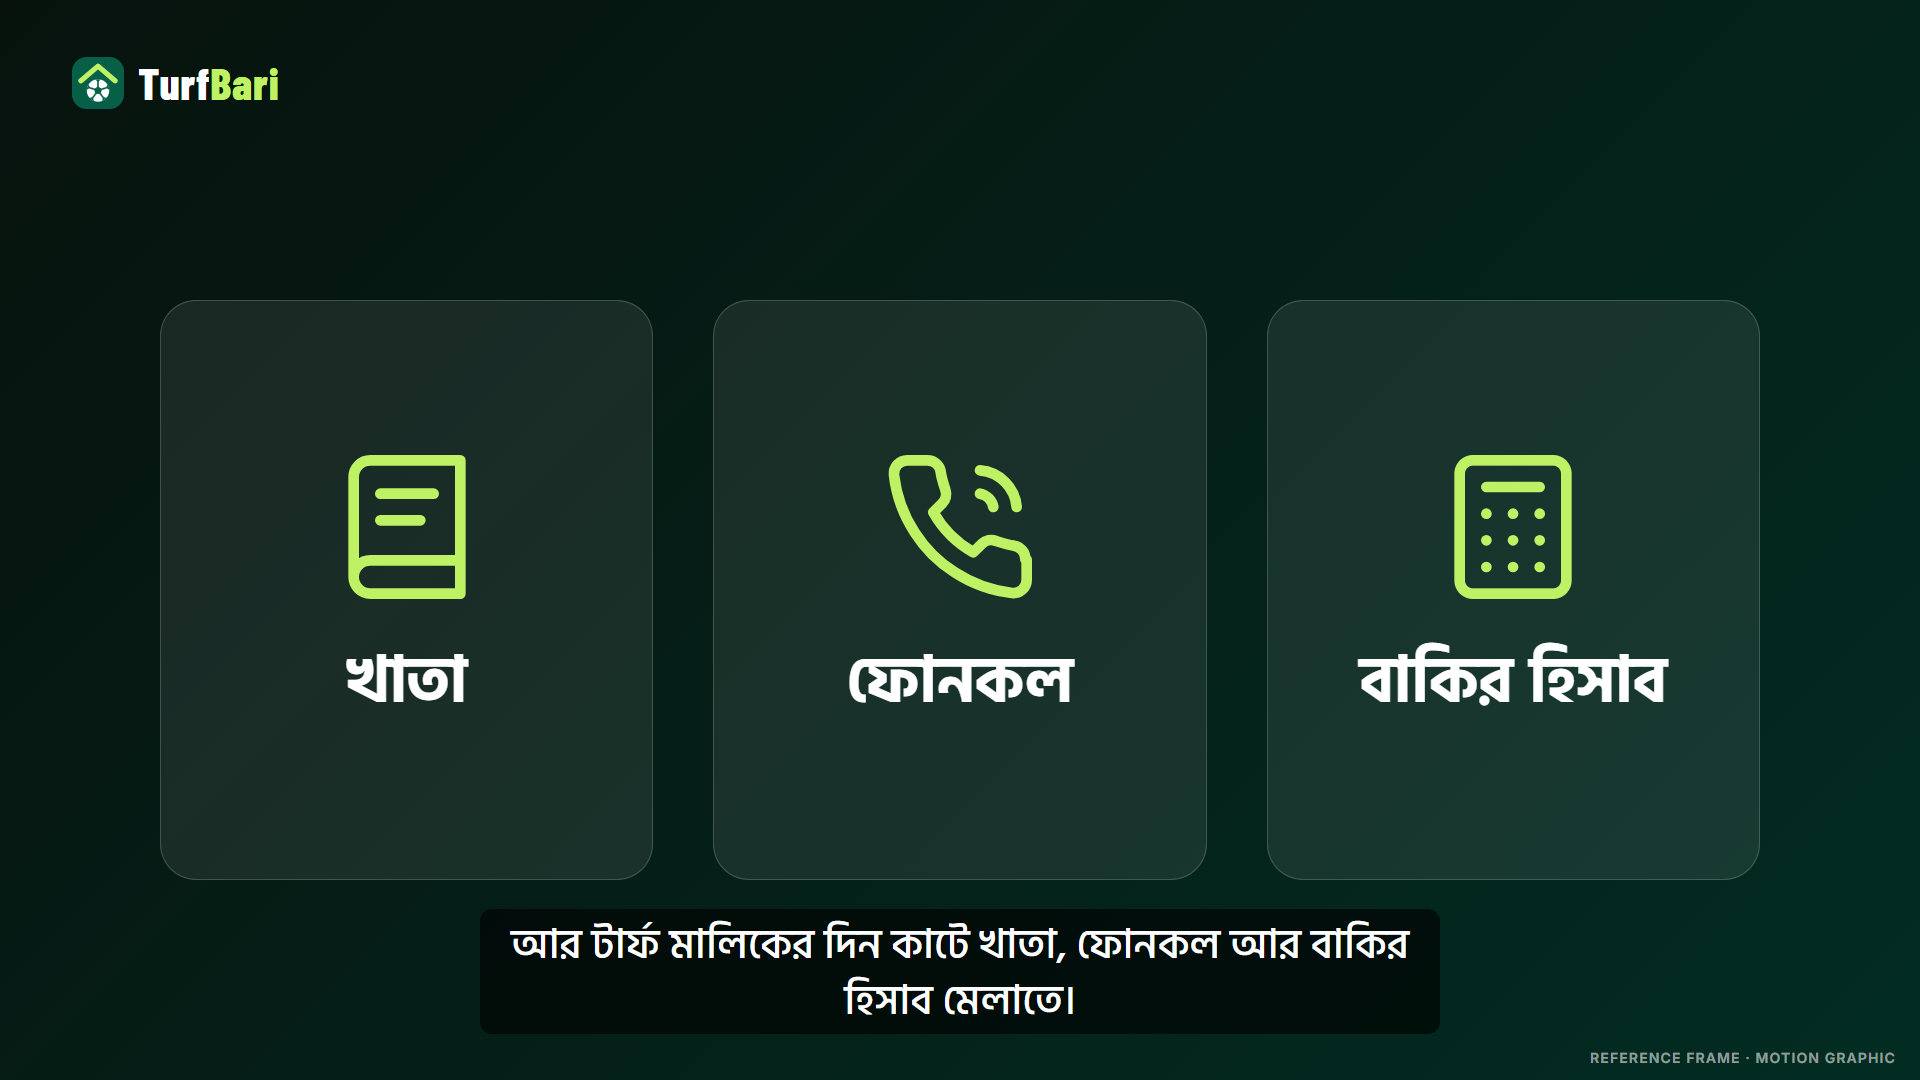 TurfBari
খাতা
ফোনকল
বাকির হিসাব
আর টার্ফ মালিকের দিন কাটে খাতা, ফোনকল আর বাকির
হিসাব মেলাতে।
REFERENCE FRAME · MOTION GRAPHIC